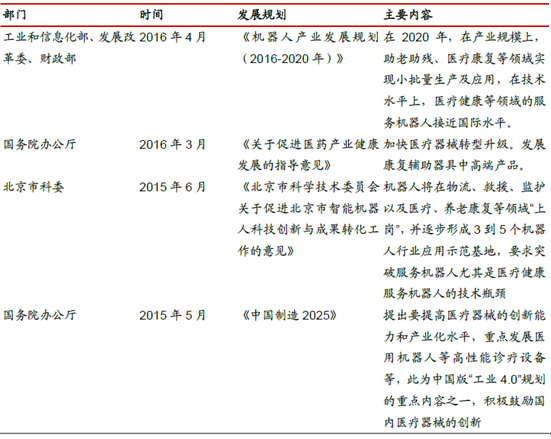 部门 时间 发展规划 主要内容
工业和信息化部、发展改 2016 年 4 月 《机器人产业发展规划 在 2020 年，在产业规模上，
革委、财政部 （2016-2020 年）》 助老助残、医疗康复等领域实
现小批量生产及应用，在技术
水平上，医疗健康等领域的服
务机器人接近国际水平。
国务院办公厅 2016 年 3 月 《关于促进医药产业健康 加快医疗器械转型升级。发展
发展的指导意见》 康复辅助器具中高端产品。
北京市科委 2015 年 6 月 《北京市科学技术委员会 机器人将在物流、救援、监护
关于促进北京市智能机器 以及医疗、养老康复等领域“上
人科技创新与成果转化工 岗”，并逐步形成 3 到 5 个机器
作的意见》 人行业应用示范基地，要求突
破服务机器人尤其是医疗健康
服务机器人的技术瓶颈
国务院办公厅 2015 年 5 月 《中国制造 2025》 提出要提高医疗器械的创新能
力和产业化水平，重点发展医
用机器人等高性能诊疗设备
等，此为中国版“工业 4.0”规划
的重点内容之一，积极鼓励国
内医疗器械的创新